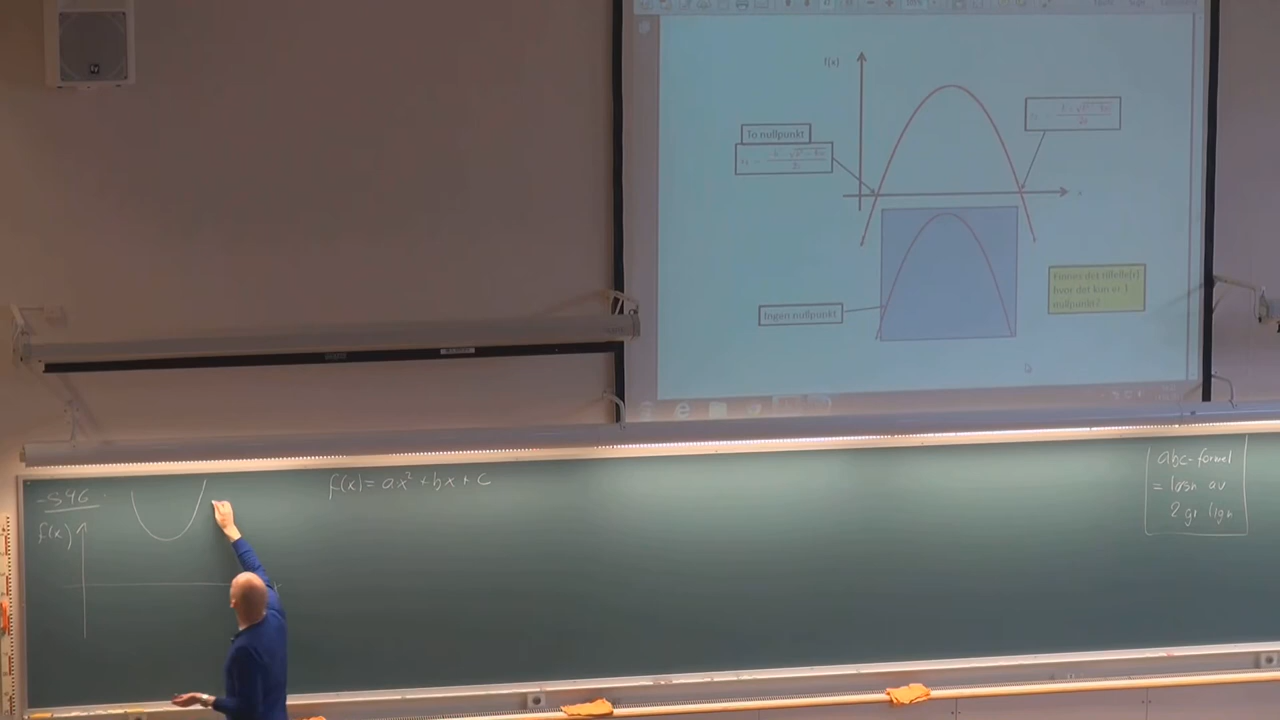 f(x)
To nullpunkt
Ingen nullpunkt
Finnes det tilfelle(r)
hvor det kun er 1
nullpunkt?
- S46
f(x)
f(x) = ax² + bx + c
abc-formel
= løsn av
2 gr lign